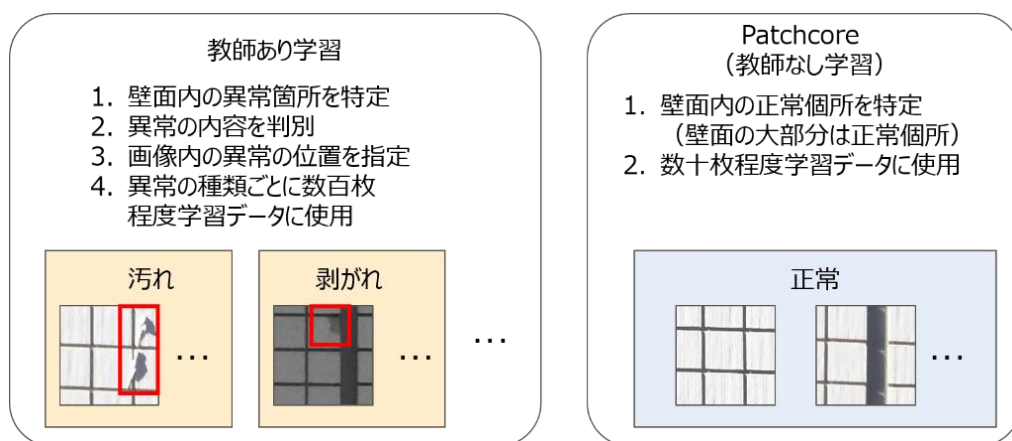 教師あり学習
1. 壁面内の異常箇所を特定
2. 異常の内容を判別
3. 画像内の異常の位置を指定
4. 異常の種類ごとに数百枚
程度学習データに使用
汚れ
…
剥がれ
…
…
Patchcore
（教師なし学習）
1. 壁面内の正常個所を特定
（壁面の大部分は正常個所）
2. 数十枚程度学習データに使用
正常
…